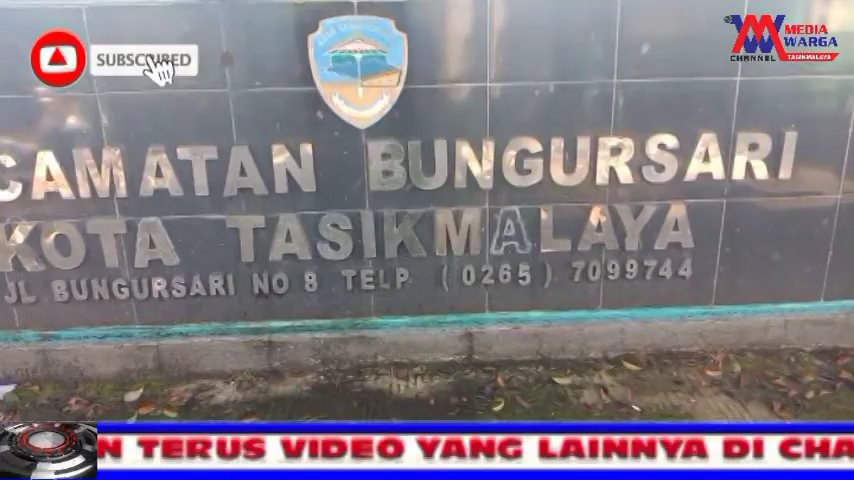 SUBSCRIBED
MEDIA
WARGA
CHANNEL TASIKMALAYA
CAMATAN BUNGURSARI
KOTA TASIKMALAYA
JL BUNGURSARI NO 8 TELP (0265) 7099744
N TERUS VIDEO YANG LAINNYA DI CHA